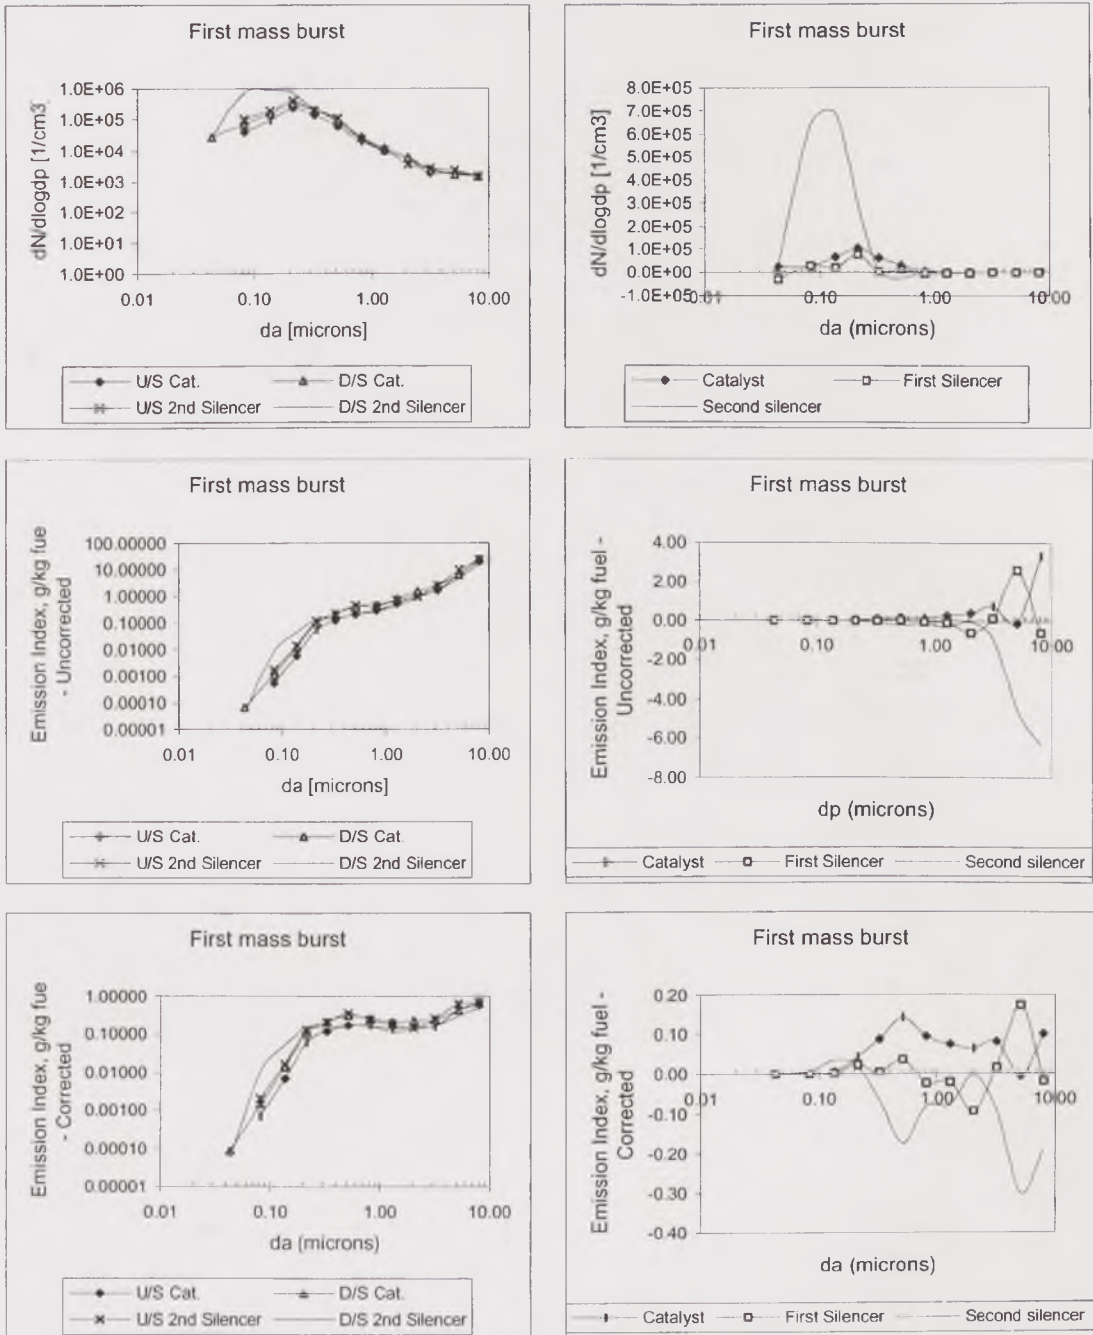 First mass burst
dN/dlogdp [1/cm3]
1.0E+06
1.0E+05
1.0E+04
1.0E+03
1.0E+02
1.0E+01
1.0E+00
0.01 0.10 1.00 10.00
da [microns]
U/S Cat. D/S Cat.
U/S 2nd Silencer D/S 2nd Silencer
First mass burst
dN/dlogdp [1/cm3]
8.0E+05
7.0E+05
6.0E+05
5.0E+05
4.0E+05
3.0E+05
2.0E+05
1.0E+05
0.0E+00
-1.0E+05
0.01 0.10 1.00 10.00
da (microns)
Catalyst First Silencer
Second silencer
First mass burst
Emission Index, g/kg fue
- Uncorrected
100.00000
10.00000
1.00000
0.10000
0.01000
0.00100
0.00010
0.00001
0.01 0.10 1.00 10.00
da [microns]
U/S Cat. D/S Cat.
U/S 2nd Silencer D/S 2nd Silencer
First mass burst
Emission Index, g/kg fuel -
Uncorrected
4.00
2.00
0.00
-2.00
-4.00
-6.00
-8.00
0.01 0.10 1.00 10.00
dp (microns)
Catalyst First Silencer Second silencer
First mass burst
Emission Index, g/kg fue
- Corrected
1.00000
0.10000
0.01000
0.00100
0.00010
0.00001
0.01 0.10 1.00 10.00
da (microns)
U/S Cat. D/S Cat.
U/S 2nd Silencer D/S 2nd Silencer
First mass burst
Emission Index, g/kg fuel -
Corrected
0.20
0.10
0.00
-0.10
-0.20
-0.30
-0.40
0.01 0.10 1.00 10.00
da (microns)
Catalyst First Silencer Second silencer